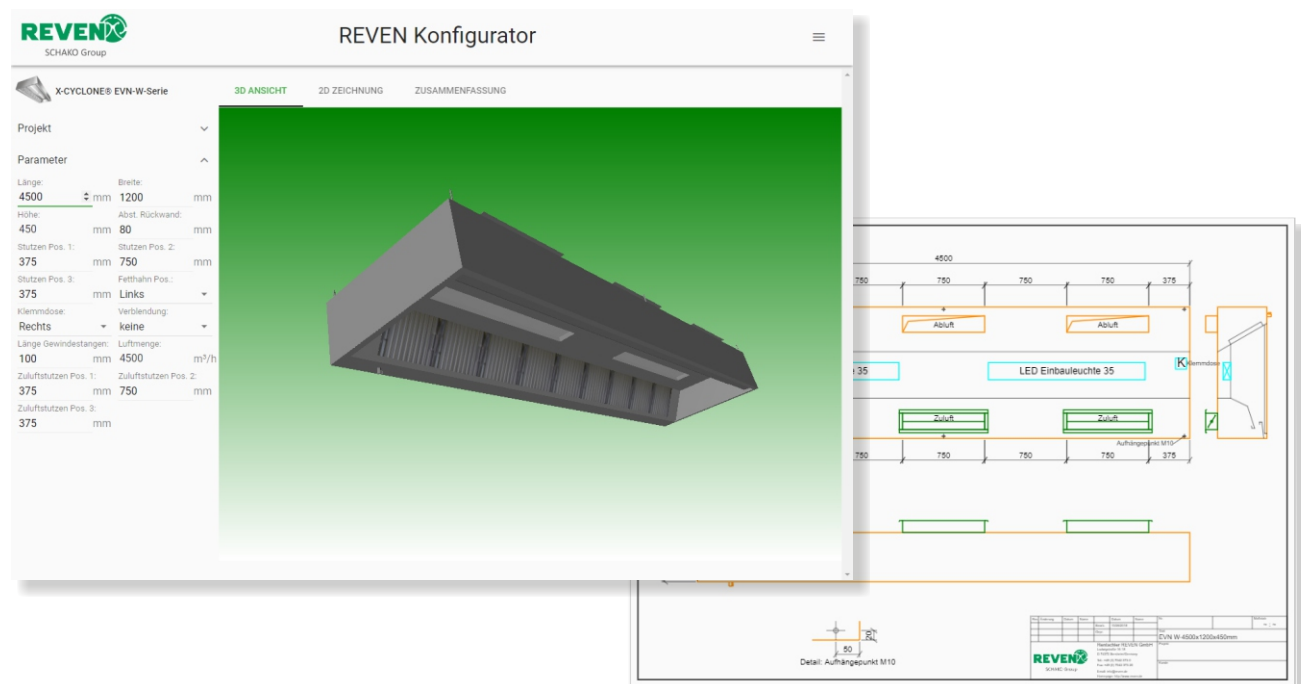 REVEN
SCHAKO Group
REVEN Konfigurator
X-CYCLONE® EVN-W-Serie
3D ANSICHT 2D ZEICHNUNG ZUSAMMENFASSUNG
Projekt
Parameter
Länge: Breite:
4500 mm 1200 mm
Höhe: Abst. Rückwand:
450 mm 80 mm
Stutzen Pos. 1: Stutzen Pos. 2:
375 mm 750 mm
Stutzen Pos. 3: Fetthahn Pos.:
375 mm Links
Klemmdose: Verblendung:
Rechts keine
Länge Gewindestangen: Luftmenge:
100 mm 4500 m³/h
Zuluftstutzen Pos. 1: Zuluftstutzen Pos. 2:
375 mm 750 mm
Zuluftstutzen Pos. 3:
375 mm
4500
750 750 750 750 375
Abluft Abluft
35 LED Einbauleuchte 35 K Klemmdose
Zuluft Zuluft
Aufhängepunkt M10
750 750 750 750 375
20
50
Detail: Aufhängepunkt M10
EVN W-4500x1200x450mm
REVEN
SCHAKO Group